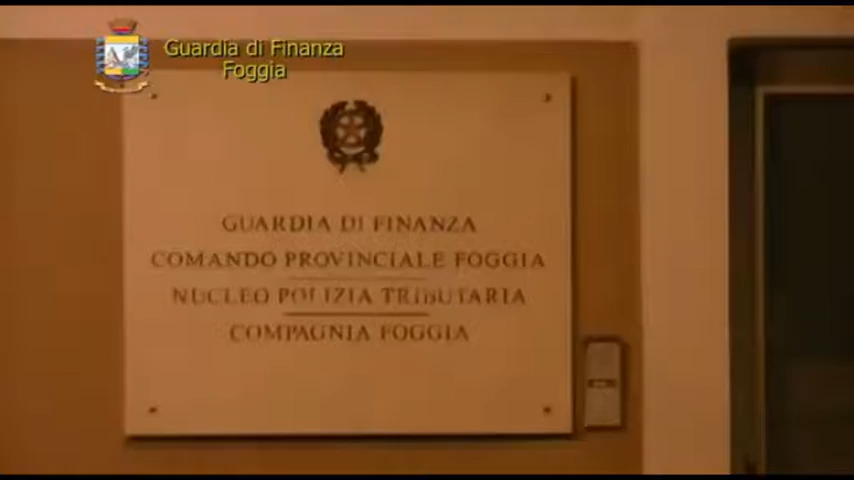 Guardia di Finanza
Foggia
GUARDIA DI FINANZA
COMANDO PROVINCIALE FOGGIA
NUCLEO POLIZIA TRIBUTARIA
COMPAGNIA FOGGIA